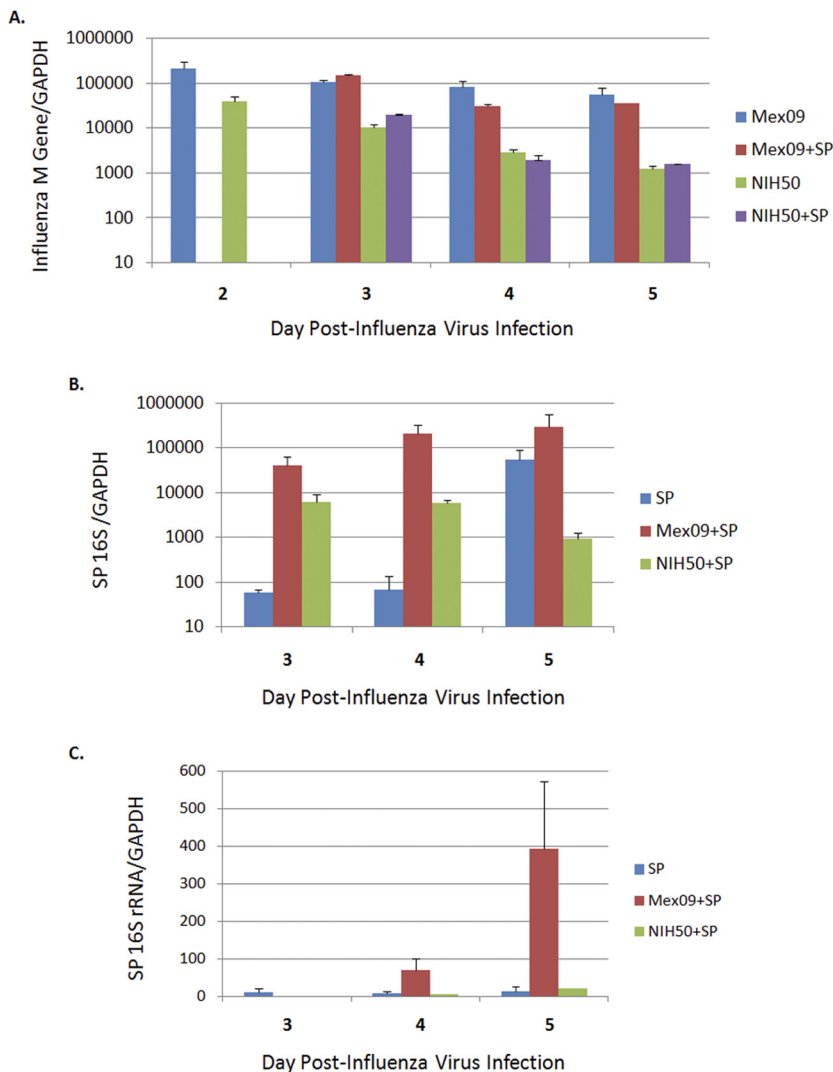 A.
1000000
100000
10000
1000
100
10
Influenza M Gene/GAPDH
2 3 4 5
Day Post-Influenza Virus Infection
Mex09
Mex09+SP
NIH50
NIH50+SP
B.
1000000
100000
10000
1000
100
10
SP 16S /GAPDH
3 4 5
Day Post-Influenza Virus Infection
SP
Mex09+SP
NIH50+SP
C.
600
500
400
300
200
100
0
SP 16S rRNA/GAPDH
3 4 5
Day Post-Influenza Virus Infection
SP
Mex09+SP
NIH50+SP